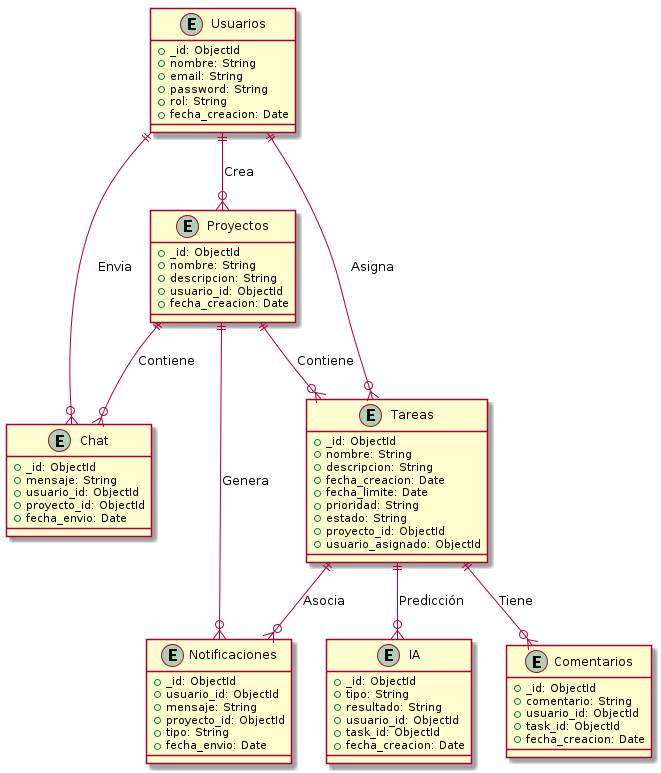 E Usuarios
_id: ObjectId
nombre: String
email: String
password: String
rol: String
fecha_creacion: Date
Crea
Envia
Asigna
E Proyectos
_id: ObjectId
nombre: String
descripcion: String
usuario_id: ObjectId
fecha_creacion: Date
Contiene
Contiene
E Chat
_id: ObjectId
mensaje: String
usuario_id: ObjectId
proyecto_id: ObjectId
fecha_envio: Date
E Tareas
_id: ObjectId
nombre: String
descripcion: String
fecha_creacion: Date
fecha_limite: Date
prioridad: String
estado: String
proyecto_id: ObjectId
usuario_asignado: ObjectId
Genera
Asocia
Predicción
Tiene
E Notificaciones
_id: ObjectId
usuario_id: ObjectId
mensaje: String
proyecto_id: ObjectId
tipo: String
fecha_envio: Date
E IA
_id: ObjectId
tipo: String
resultado: String
usuario_id: ObjectId
task_id: ObjectId
fecha_creacion: Date
E Comentarios
_id: ObjectId
comentario: String
usuario_id: ObjectId
task_id: ObjectId
fecha_creacion: Date